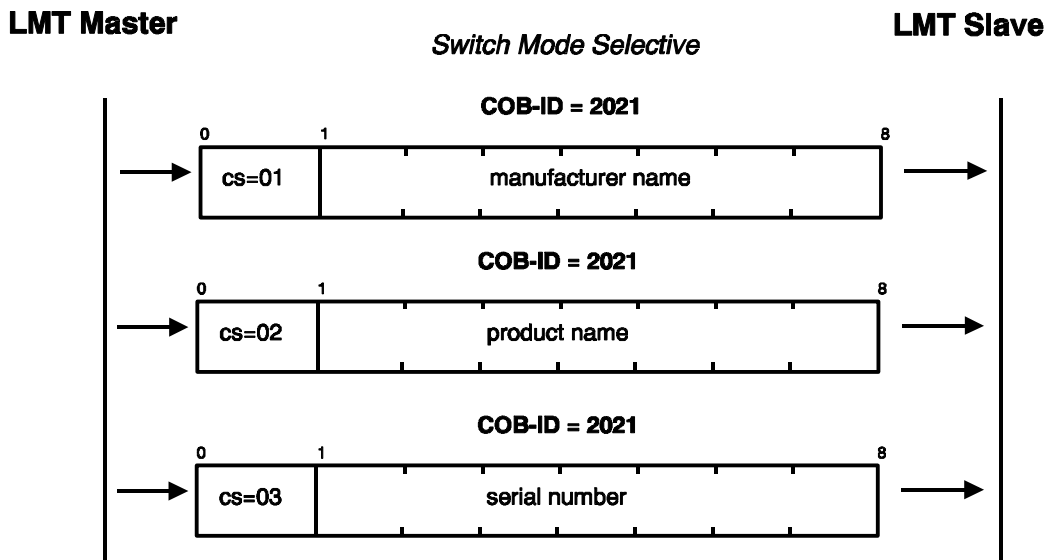 LMT Master
Switch Mode Selective
LMT Slave
COB-ID = 2021
0 1 8
cs=01 manufacturer name
COB-ID = 2021
0 1 8
cs=02 product name
COB-ID = 2021
0 1 8
cs=03 serial number